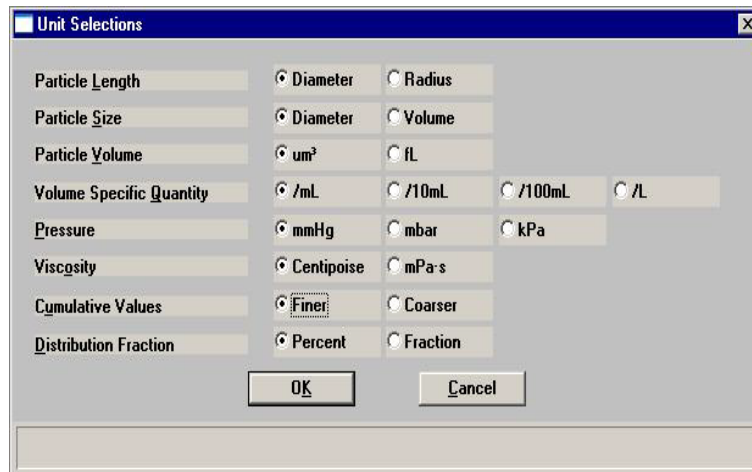 Unit Selections
Particle Length Diameter Radius
Particle Size Diameter Volume
Particle Volume um³ fL
Volume Specific Quantity /mL /10mL /100mL /L
Pressure mmHg mbar kPa
Viscosity Centipoise mPa·s
Cumulative Values Finer Coarser
Distribution Fraction Percent Fraction
OK Cancel